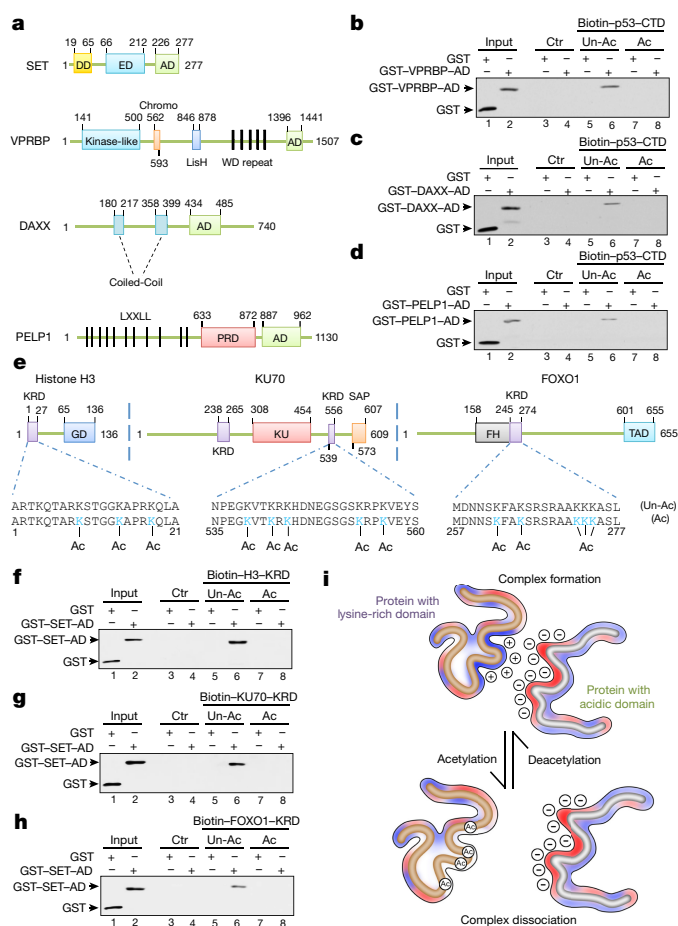 a
19 65 66 212 226 277
SET 1 DD ED AD 277
Chromo
141 500 562 846 878 1396 1441
VPRBP 1 Kinase-like AD 1507
593 LisH WD repeat
180 217 358 399 434 485
DAXX 1 AD 740
Coiled-Coil
LXXLL 633 872 887 962
PELP1 1 PRD AD 1130
b
Biotin–p53–CTD
Input Ctr Un-Ac Ac
GST + – + – + – + –
GST–VPRBP–AD – + – + – + – +
GST–VPRBP–AD
GST
1 2 3 4 5 6 7 8
c
Biotin–p53–CTD
Input Ctr Un-Ac Ac
GST + – + – + – + –
GST–DAXX–AD – + – + – + – +
GST–DAXX–AD
GST
1 2 3 4 5 6 7 8
d
Biotin–p53–CTD
Input Ctr Un-Ac Ac
GST + – + – + – + –
GST–PELP1–AD – + – + – + – +
GST–PELP1–AD
GST
1 2 3 4 5 6 7 8
e
Histone H3
KRD
1 27 65 136
1 GD 136
KU70
KRD SAP
238 265 308 454 556 607
1 KU 609
KRD 539 573
FOXO1
KRD
158 245 274 601 655
1 FH TAD 655
ARTKQTARKSTGGKAPRKQLA
ARTKQTARKSTGGKAPRKQLA
1 21
Ac Ac Ac
NPEGKVTKRKHDNEGSGSKRPKVEYS
NPEGKVTKRKHDNEGSGSKRPKVEYS
535 560
Ac Ac Ac Ac Ac
MDNNSKFAKSRSRAAKKKASL (Un-Ac)
MDNNSKFAKSRSRAAKKKASL (Ac)
257 277
Ac Ac Ac
f
Biotin–H3–KRD
Input Ctr Un-Ac Ac
GST + – + – + – + –
GST–SET–AD – + – + – + – +
GST–SET–AD
GST
1 2 3 4 5 6 7 8
g
Biotin–KU70–KRD
Input Ctr Un-Ac Ac
GST + – + – + – + –
GST–SET–AD – + – + – + – +
GST–SET–AD
GST
1 2 3 4 5 6 7 8
h
Biotin–FOXO1–KRD
Input Ctr Un-Ac Ac
GST + – + – + – + –
GST–SET–AD – + – + – + – +
GST–SET–AD
GST
1 2 3 4 5 6 7 8
i
Complex formation
Protein with
lysine-rich domain
Protein with
acidic domain
Acetylation Deacetylation
Ac
Ac
Ac
Ac
Complex dissociation